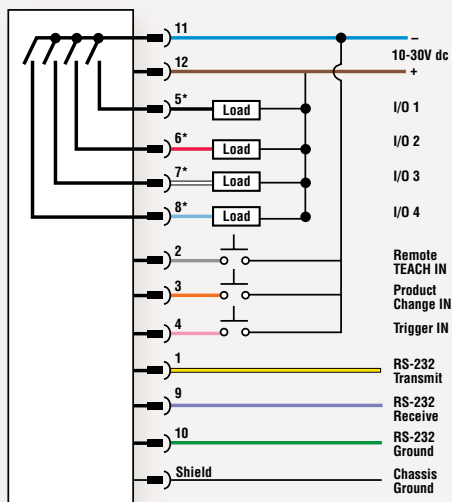 11 –
10-30V dc
12 +
5* Load I/O 1
6* Load I/O 2
7* Load I/O 3
8* Load I/O 4
2 Remote
TEACH IN
3 Product
Change IN
4 Trigger IN
1 RS-232
Transmit
9 RS-232
Receive
10 RS-232
Ground
Shield Chassis
Ground